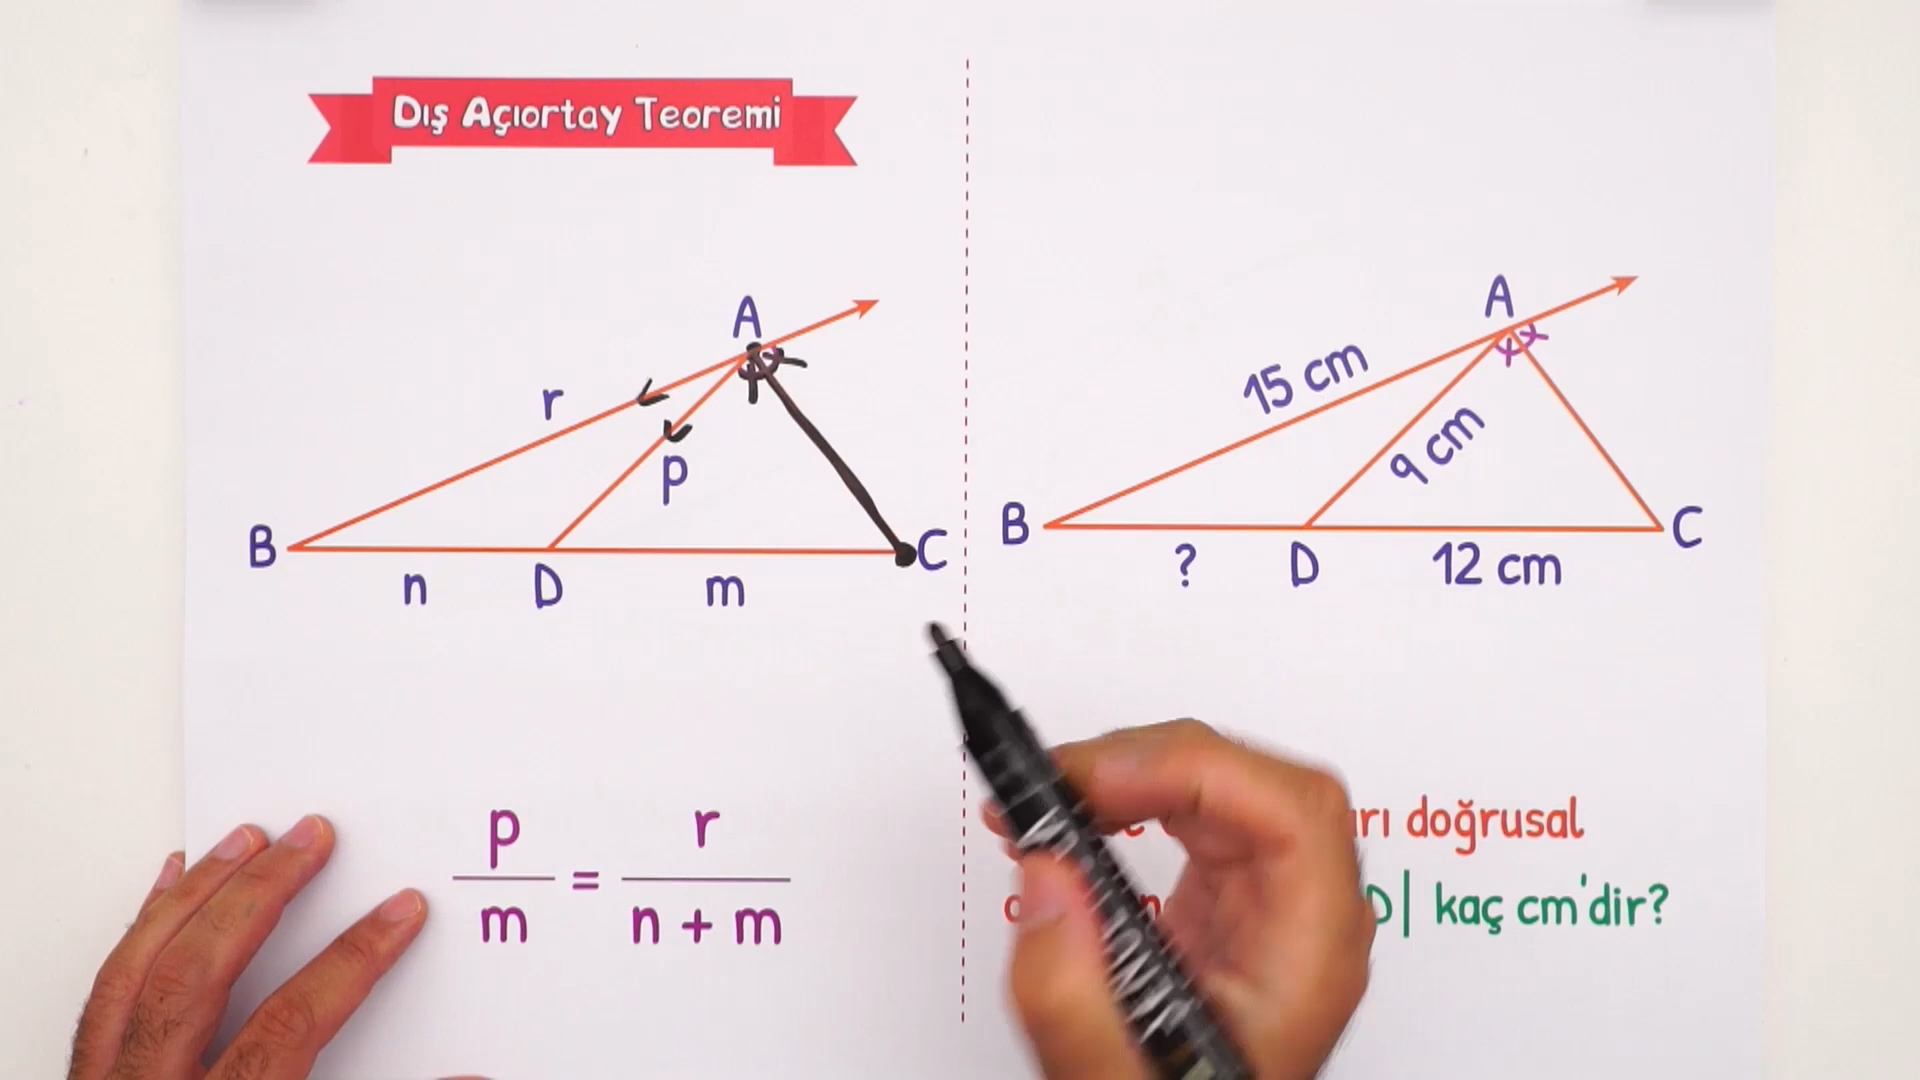 Dış Açıortay Teoremi
A
r
p
B
C
n
D
m
p
m
=
r
n + m
A
15 cm
9 cm
B
C
?
D
12 cm
doğrusal
kaç cm'dir?